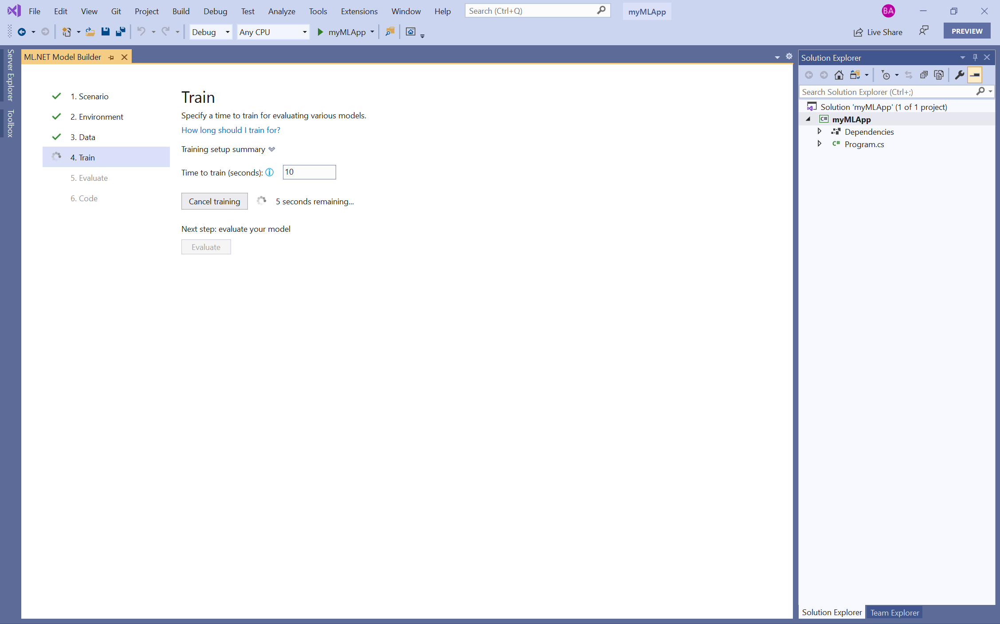 File Edit View Git Project Build Debug Test Analyze Tools Extensions Window Help Search (Ctrl+Q) myMLApp BA
Debug Any CPU myMLApp Live Share PREVIEW
Server Explorer
Toolbox
ML.NET Model Builder
1. Scenario
2. Environment
3. Data
4. Train
5. Evaluate
6. Code
Train
Specify a time to train for evaluating various models.
How long should I train for?
Training setup summary
Time to train (seconds): 10
Cancel training 5 seconds remaining...
Next step: evaluate your model
Evaluate
Solution Explorer
Search Solution Explorer (Ctrl+;)
Solution 'myMLApp' (1 of 1 project)
C# myMLApp
Dependencies
C# Program.cs
Solution Explorer Team Explorer